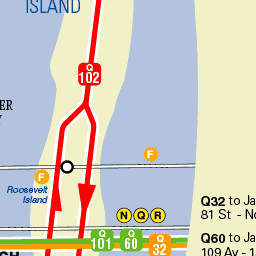 ISLAND
Q
102
F
F
Roosevelt
Island
N Q R
Q32 to Ja
81 St - No
Q
101
Q
60
Q
32
Q60 to Ja
109 Av - 1